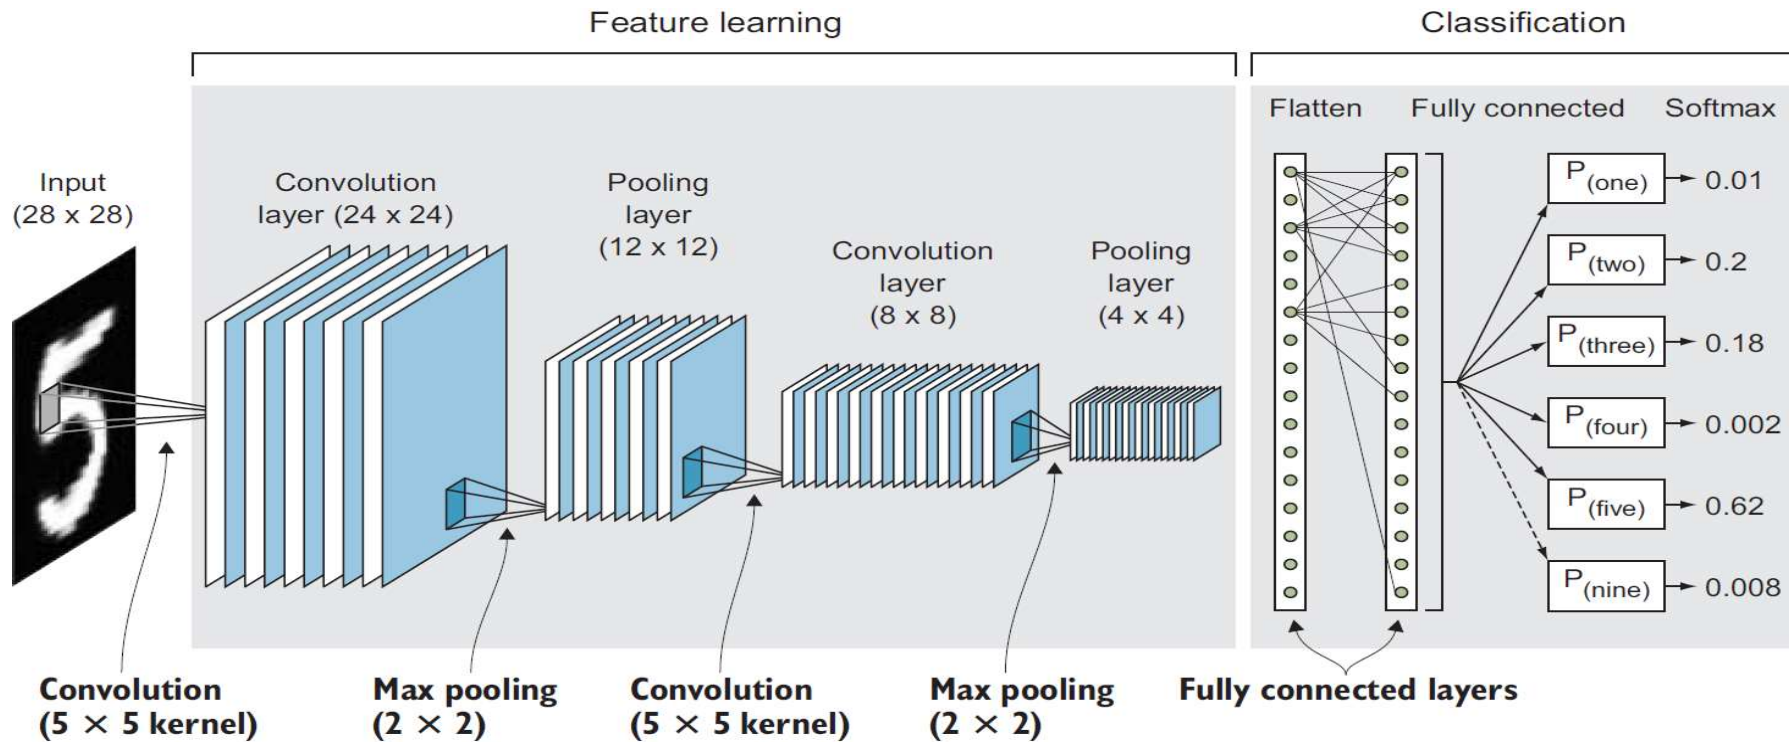 Feature learning
Classification
Input
(28 x 28)
Convolution
layer (24 x 24)
Pooling
layer
(12 x 12)
Convolution
layer
(8 x 8)
Pooling
layer
(4 x 4)
Flatten
Fully connected
Softmax
P(one) 0.01
P(two) 0.2
P(three) 0.18
P(four) 0.002
P(five) 0.62
P(nine) 0.008
Convolution
(5 × 5 kernel)
Max pooling
(2 × 2)
Convolution
(5 × 5 kernel)
Max pooling
(2 × 2)
Fully connected layers